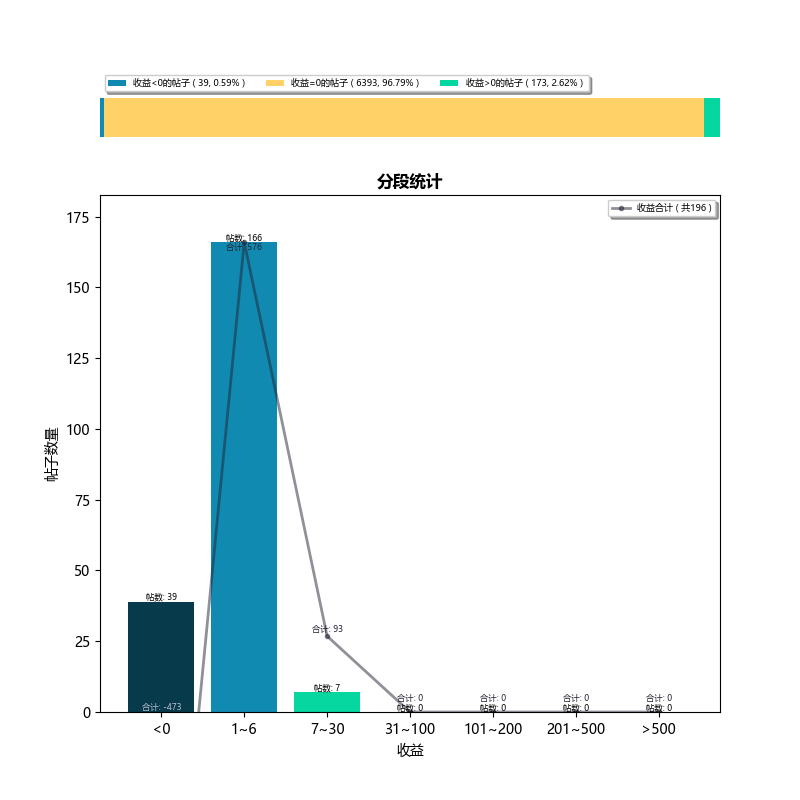 收益<0的帖子 ( 39, 0.59% ) 收益=0的帖子 ( 6393, 96.79% ) 收益>0的帖子 ( 173, 2.62% )
分段统计
收益合计 ( 共196 )
175
150
125
100
75
50
25
0
帖子数量
帖数: 166
合计: 576
帖数: 39
合计: -473
合计: 93
帖数: 7
合计: 0
帖数: 0
合计: 0
帖数: 0
合计: 0
帖数: 0
合计: 0
帖数: 0
<0 1~6 7~30 31~100 101~200 201~500 >500
收益